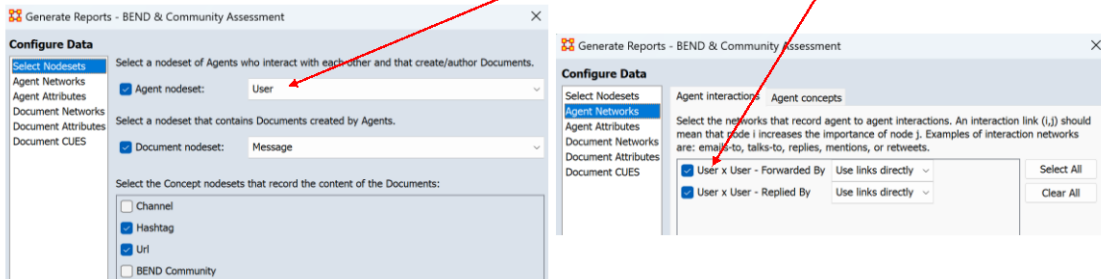 Generate Reports - BEND & Community Assessment
Configure Data
Select Nodesets
Agent Networks
Agent Attributes
Document Networks
Document Attributes
Document CUES
Select a nodeset of Agents who interact with each other and that create/author Documents.
Agent nodeset:
User
Select a nodeset that contains Documents created by Agents.
Document nodeset:
Message
Select the Concept nodesets that record the content of the Documents:
Channel
Hashtag
Url
BEND Community
Generate Reports - BEND & Community Assessment
Configure Data
Select Nodesets
Agent Networks
Agent Attributes
Document Networks
Document Attributes
Document CUES
Agent interactions
Agent concepts
Select the networks that record agent to agent interactions. An interaction link (i,j) should
mean that node i increases the importance of node j. Examples of interaction networks
are: emails-to, talks-to, replies, mentions, or retweets.
User x User - Forwarded By
Use links directly
User x User - Replied By
Use links directly
Select All
Clear All